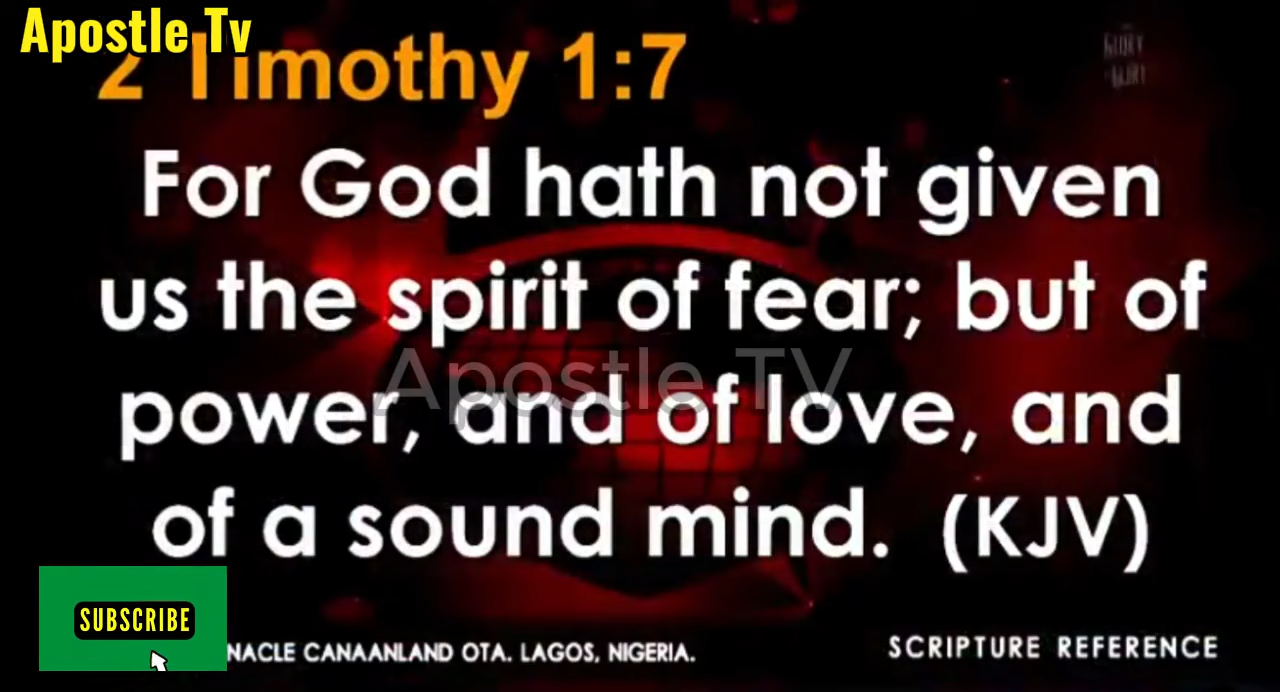 Apostle Tv
2 Timothy 1:7
For God hath not given
us the spirit of fear; but of
power, and of love, and
of a sound mind. (KJV)
Apostle TV
SUBSCRIBE
NACLE CANAANLAND OTA. LAGOS, NIGERIA.
SCRIPTURE REFERENCE